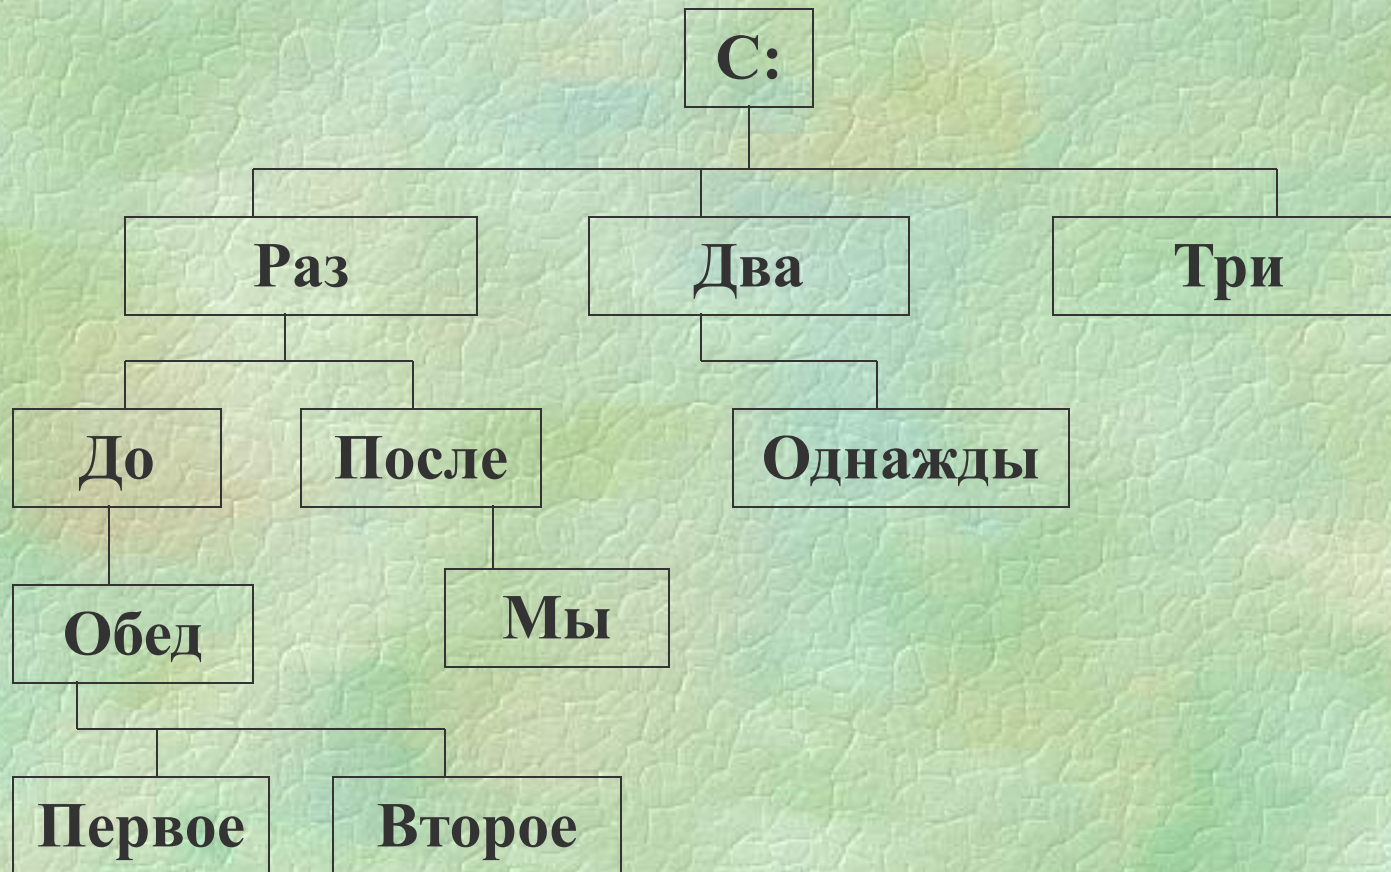 С:
Раз Два Три
До После Однажды
Обед Мы
Первое Второе